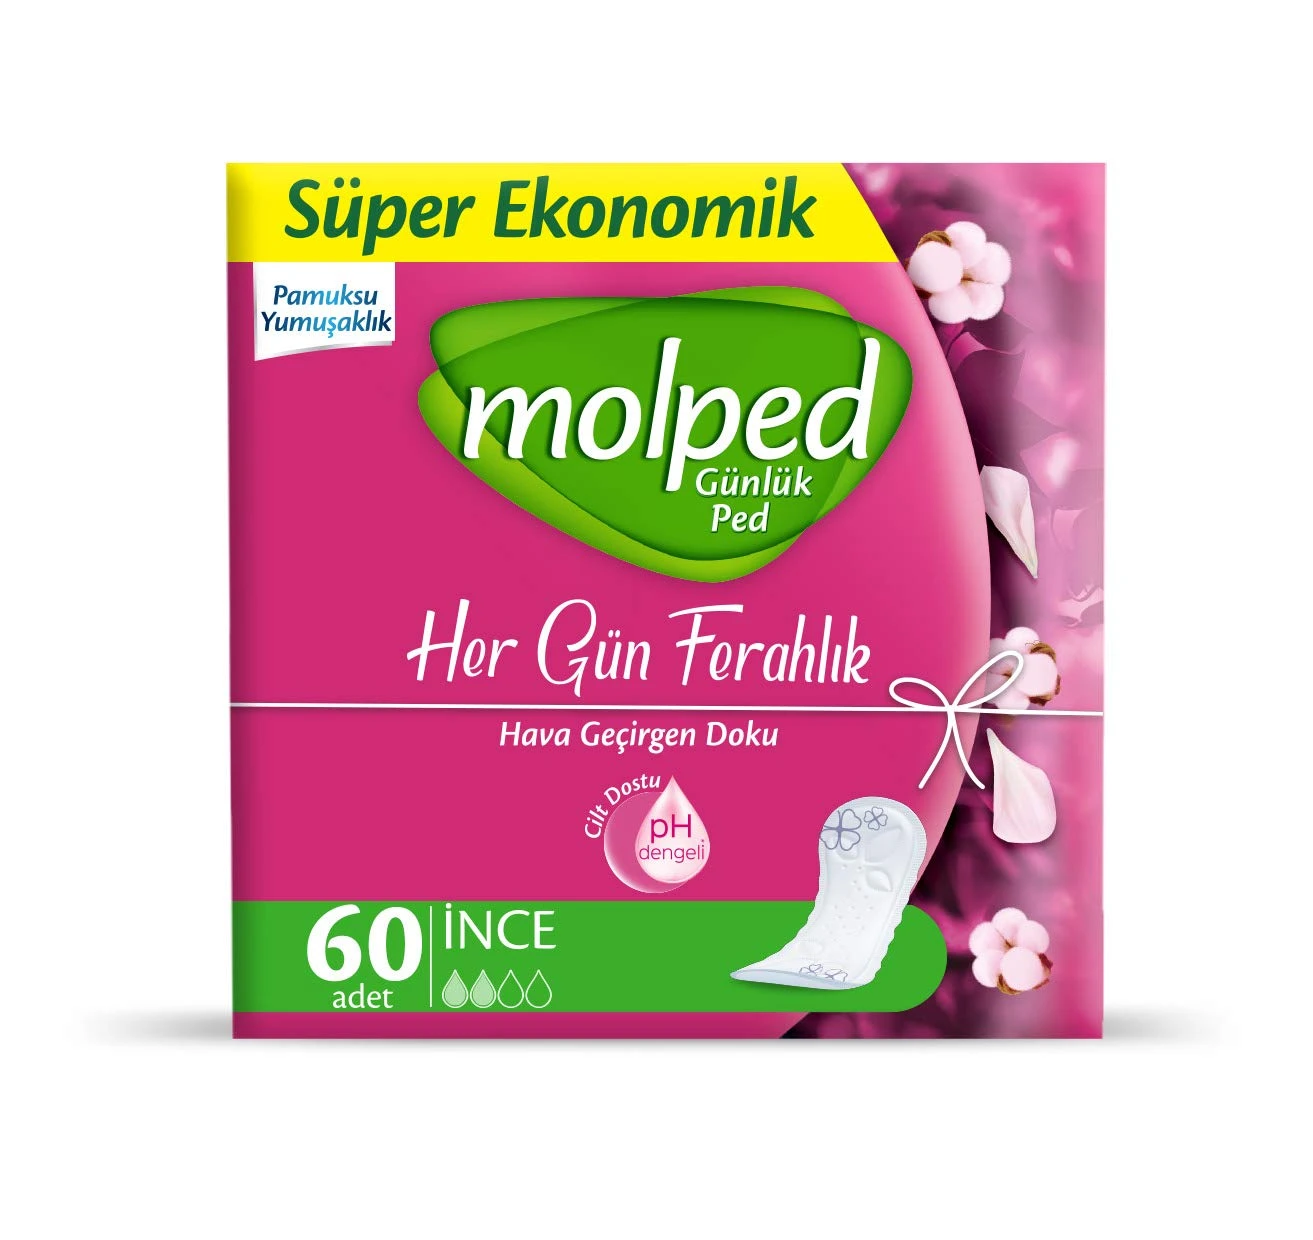 Süper Ekonomik
Pamuksu
Yumuşaklık
molped
Günlük
Ped
Her Gün Ferahlık
Hava Geçirgen Doku
Cilt Dostu
pH
dengeli
60
adet
İNCE